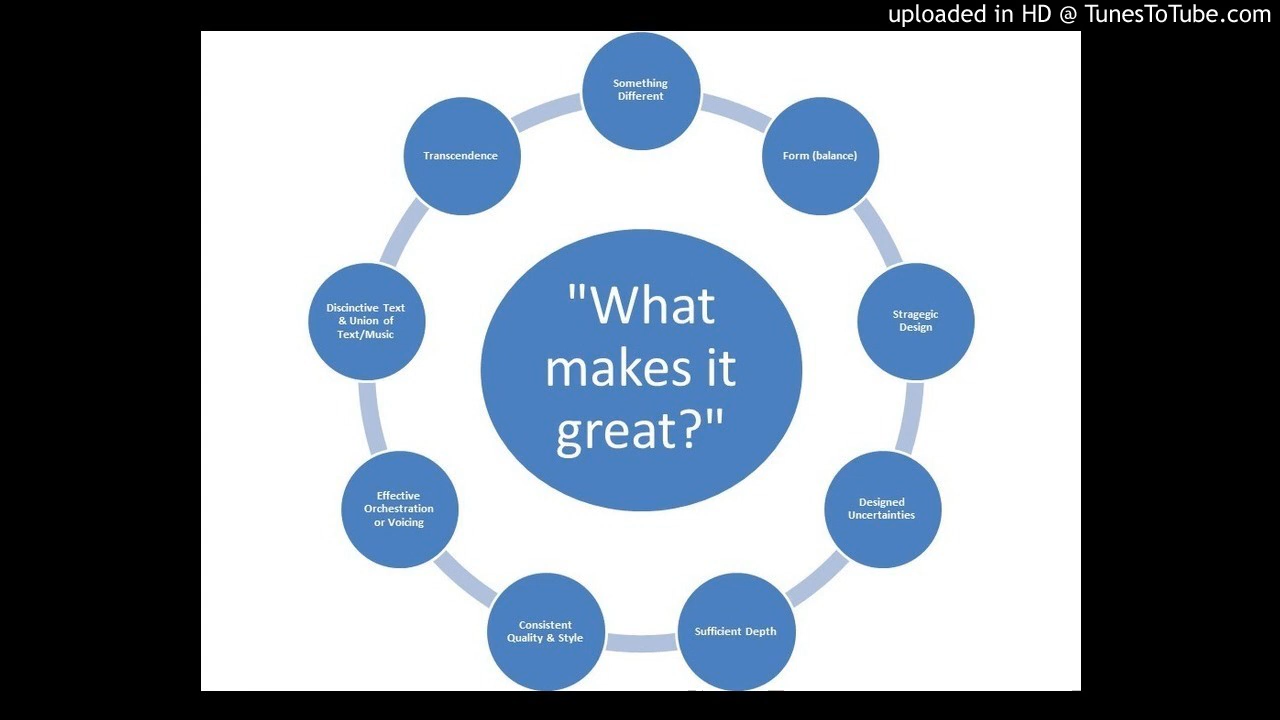 uploaded in HD @ TunesToTube.com
Something
Different
Form (balance)
Stragegic
Design
Designed
Uncertainties
Sufficient Depth
Consistent
Quality & Style
Effective
Orchestration
or Voicing
Discinctive Text
& Union of
Text/Music
Transcendence
"What
makes it
great?"